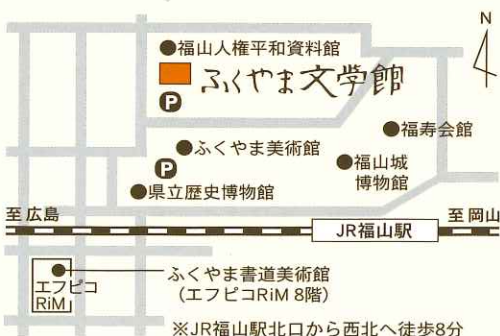 N
●福山人権平和資料館
ふくやま文学館
P
●福寿会館
●ふくやま美術館
P
●福山城
博物館
●県立歴史博物館
至広島
至岡山
JR福山駅
エフピコ
RiM
ふくやま書道美術館
（エフピコRiM 8階）
※JR福山駅北口から西北へ徒歩8分